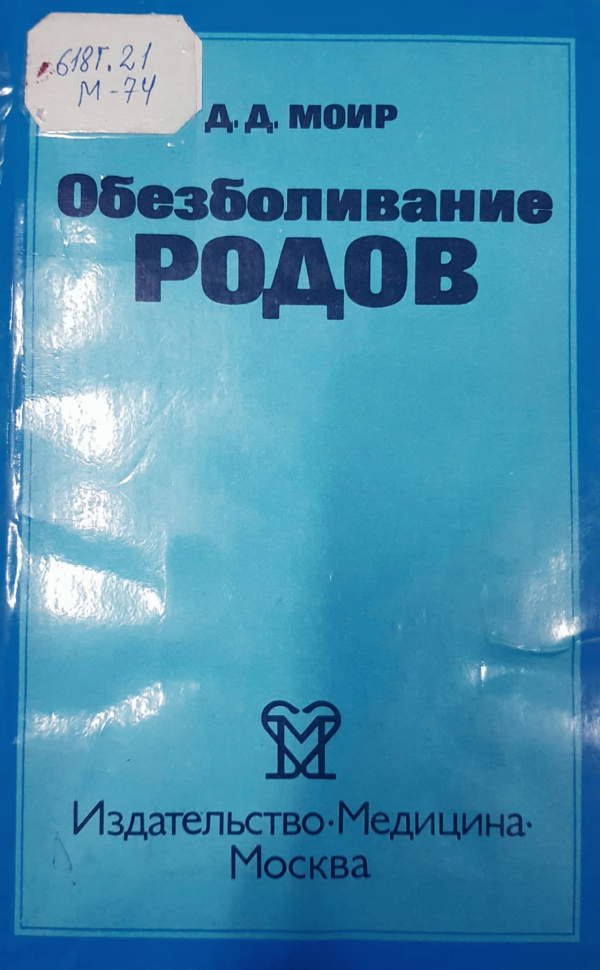 618Г.21
М-74
Д. Д. МОИР
Обезболивание
РОДОВ
Издательство·Медицина·
Москва